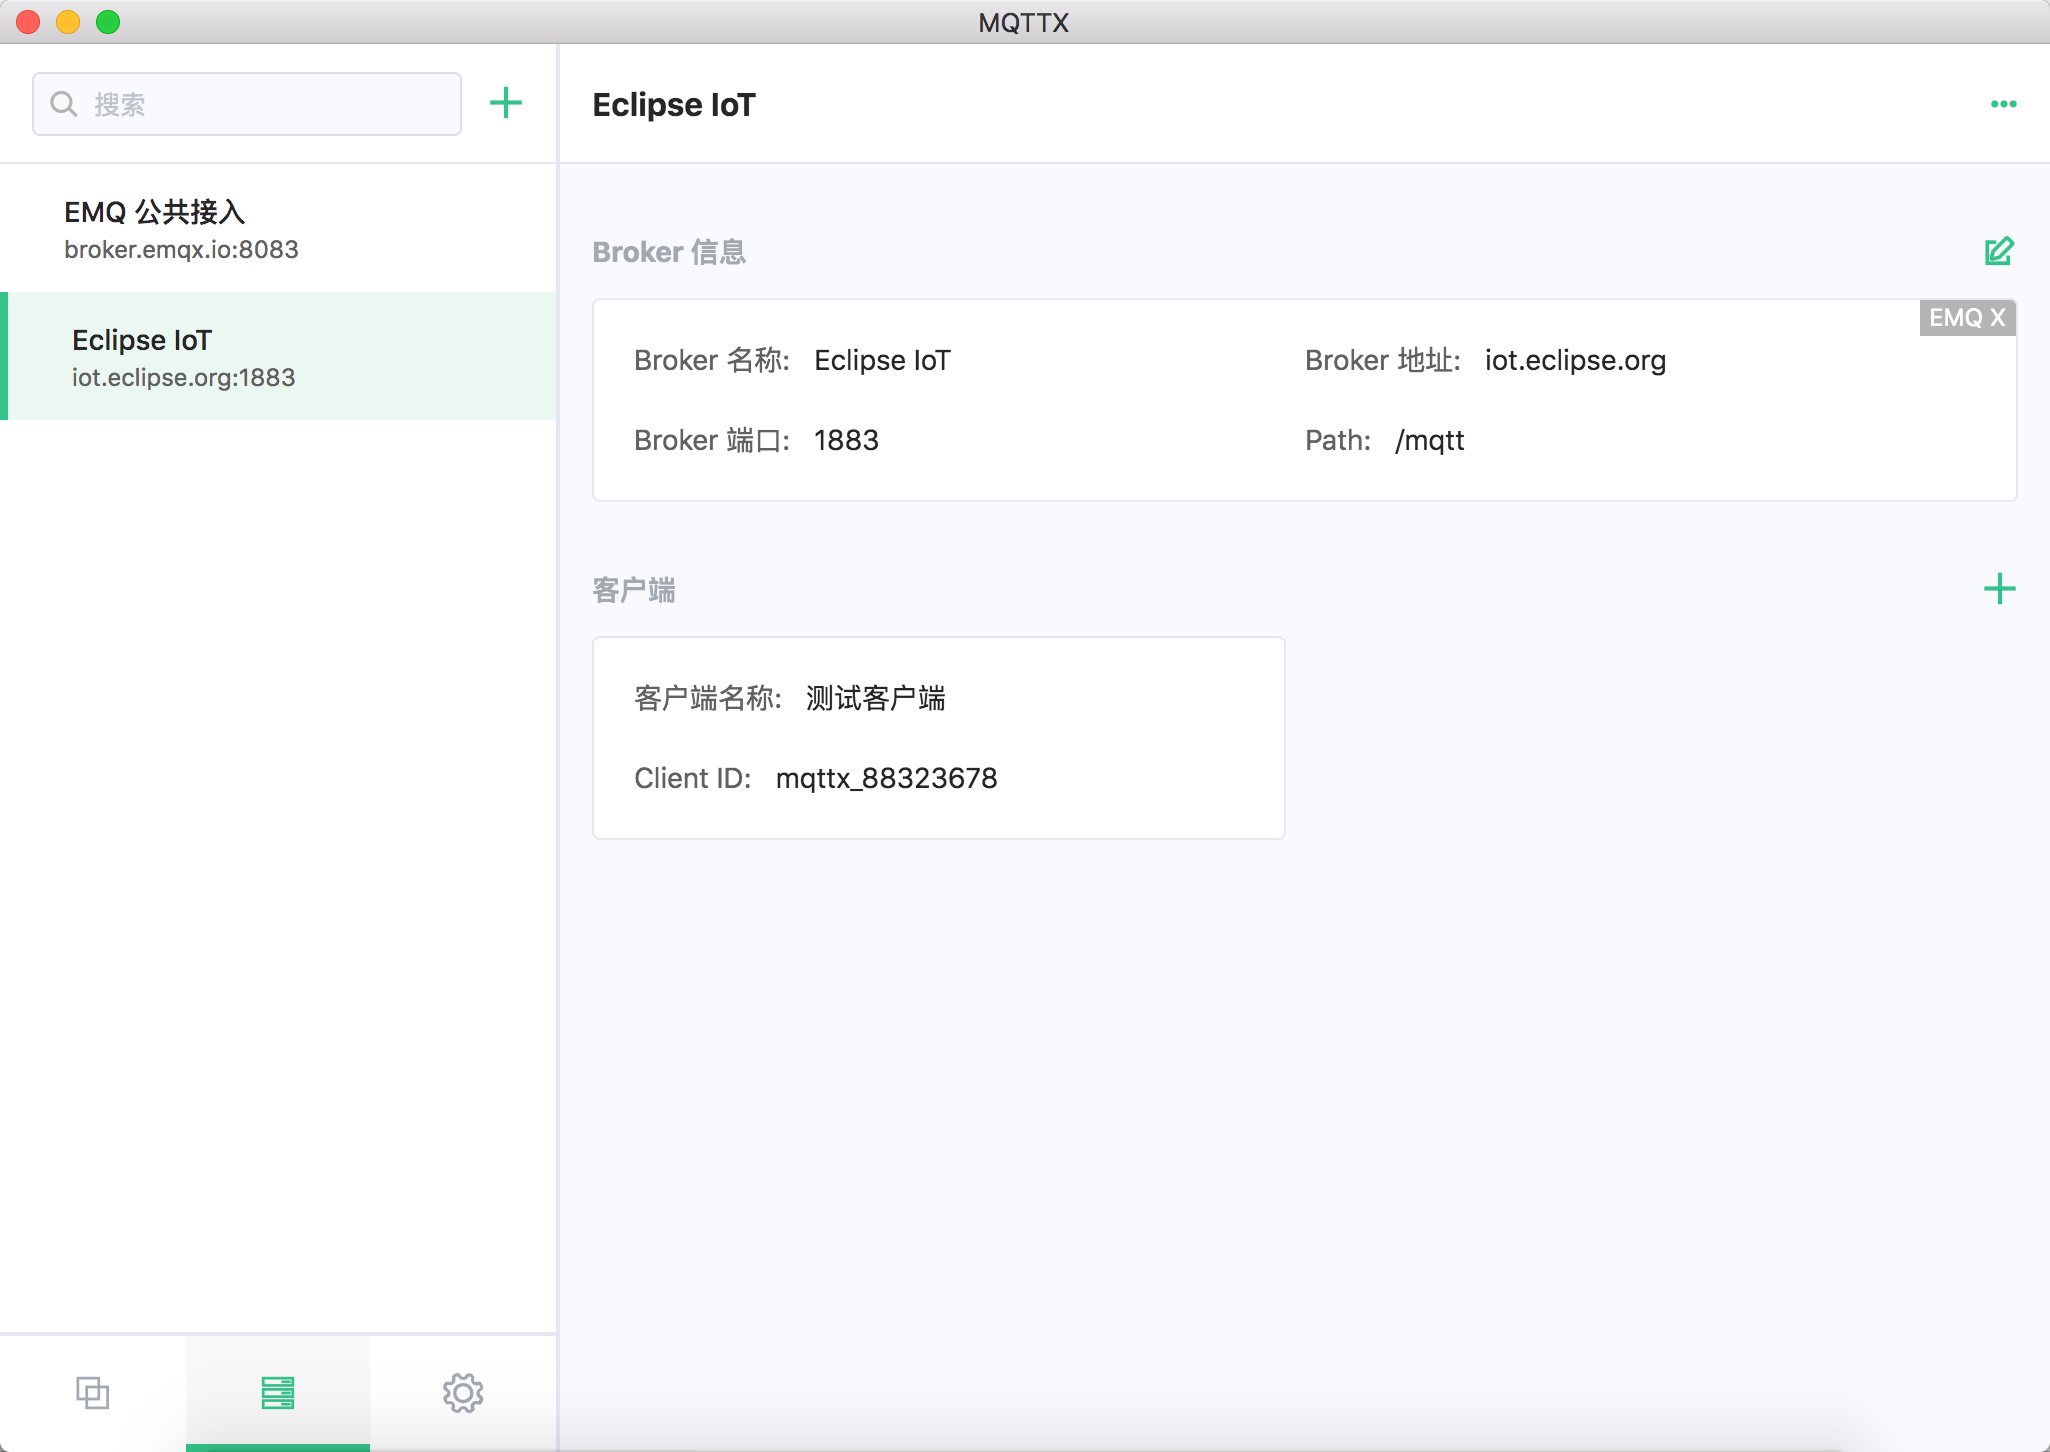 MQTTX
搜索
EMQ 公共接入
broker.emqx.io:8083
Eclipse IoT
iot.eclipse.org:1883
Eclipse IoT
Broker 信息
EMQ X
Broker 名称: Eclipse IoT
Broker 地址: iot.eclipse.org
Broker 端口: 1883
Path: /mqtt
客户端
客户端名称: 测试客户端
Client ID: mqttx_88323678